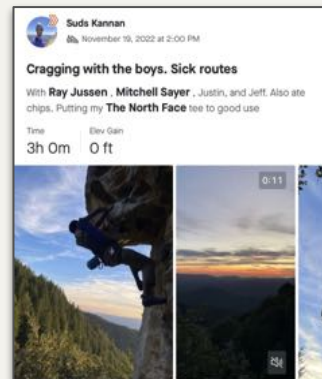 Suds Kannan
November 19, 2022 at 2:00 PM
Cragging with the boys. Sick routes
With Ray Jussen , Mitchell Sayer , Justin, and Jeff. Also ate
chips. Putting my The North Face tee to good use
Time Elev Gain
3h 0m 0 ft
0:11